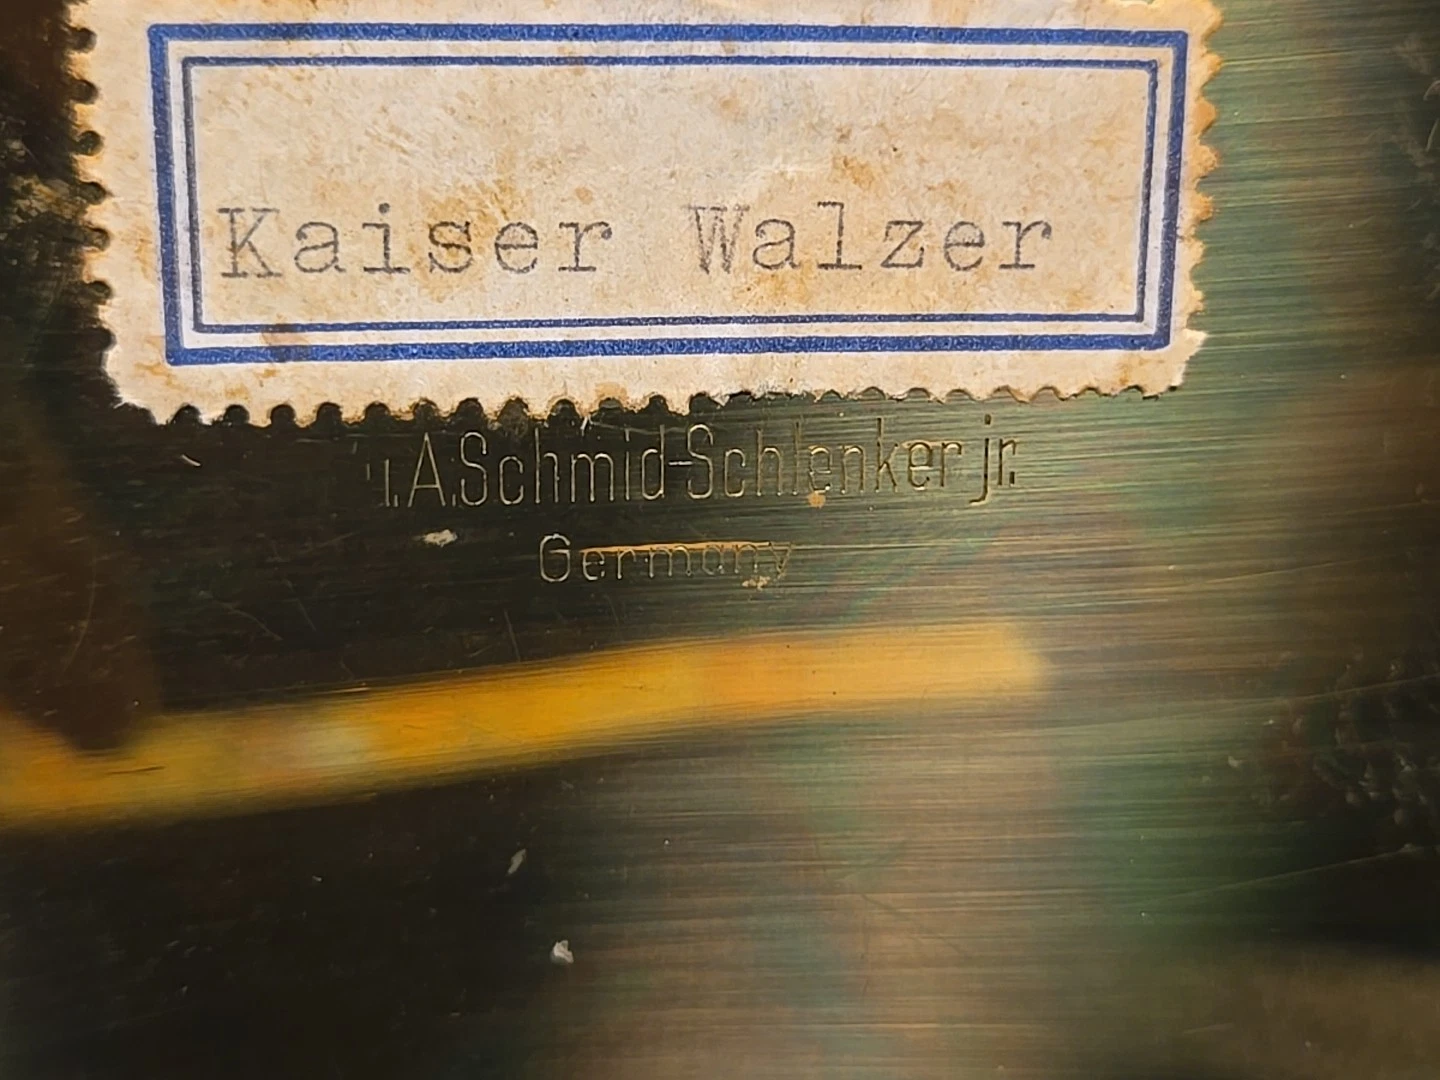 Kaiser Walzer
A.Schmid-Schlenker jr.
Germany